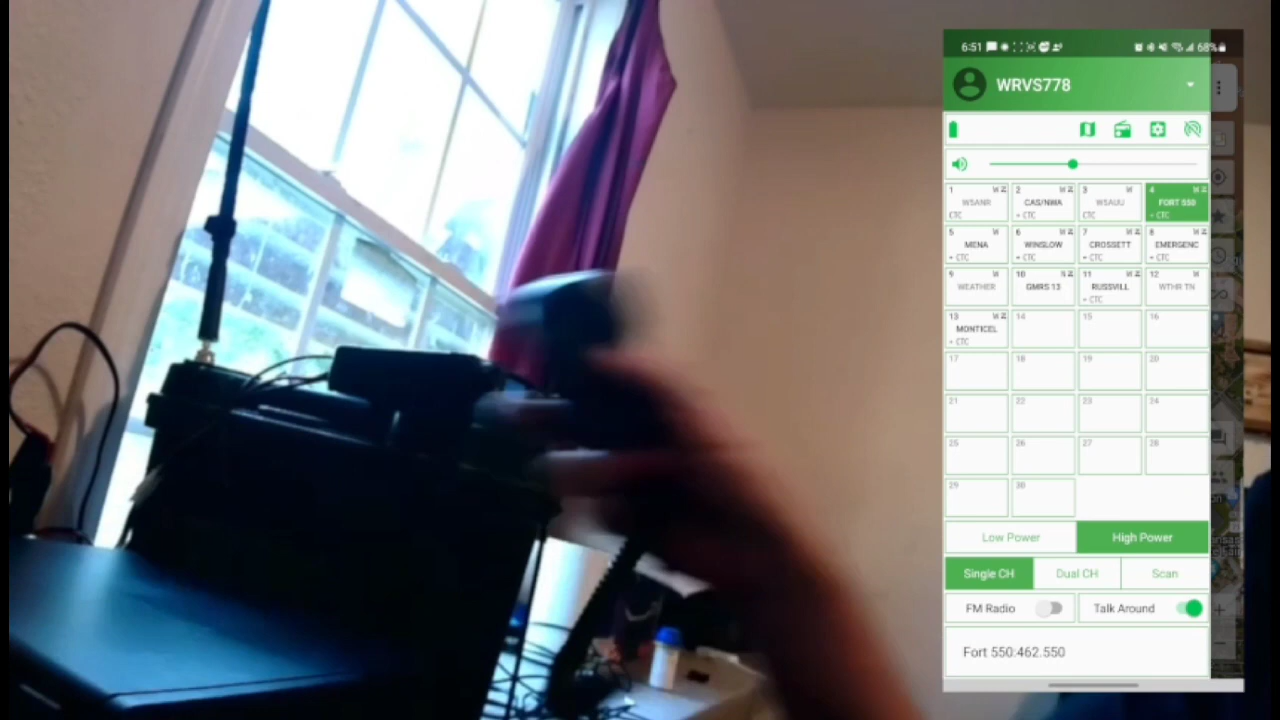 6:51 68%
WRVS778
1 W
W5ANR
CTC
2 W
CAS/NWA
+ CTC
3 W
W5AUU
CTC
4 W
FORT 550
+ CTC
5 W
MENA
+ CTC
6 W
WINSLOW
+ CTC
7 W
CROSSETT
+ CTC
8 W
EMERGENC
+ CTC
9 W
WEATHER
10
GMRS 13
11 W
RUSSVILL
+ CTC
12 W
WTHR TN
13 W
MONTICEL
+ CTC
14
15
16
17
18
19
20
21
22
23
24
25
26
27
28
29
30
Low Power High Power
Single CH Dual CH Scan
FM Radio Talk Around
Fort 550:462.550